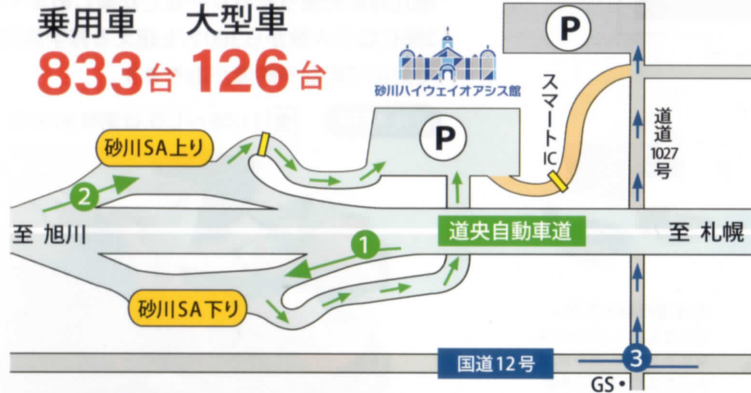 乗用車 大型車
833台 126台
砂川ハイウェイオアシス館
P
P
スマートIC
道道1027号
砂川SA上り
2
至 旭川
1
道央自動車道
至 札幌
砂川SA下り
国道12号
3
GS